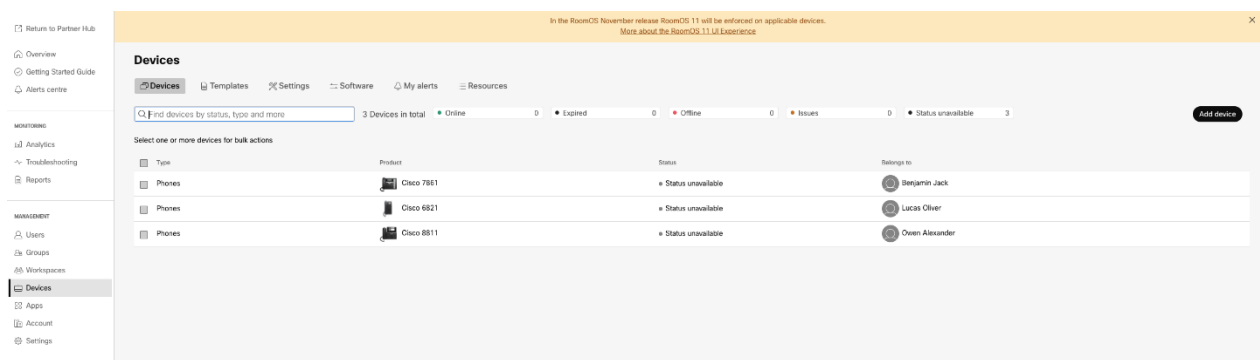 In the RoomOS November release RoomOS 11 will be enforced on applicable devices.
More about the RoomOS 11 UI Experience
Return to Partner Hub
Overview
Getting Started Guide
Alerts centre
MONITORING
Analytics
Troubleshooting
Reports
MANAGEMENT
Users
Groups
Workspaces
Devices
Apps
Account
Settings
Devices
Devices Templates Settings Software My alerts Resources
Find devices by status, type and more 3 Devices in total Online 0 Expired 0 Offline 0 Issues 0 Status unavailable 3 Add device
Select one or more devices for bulk actions
Type Product Status Belongs to
Phones Cisco 7861 Status unavailable Benjamin Jack
Phones Cisco 6821 Status unavailable Lucas Oliver
Phones Cisco 8811 Status unavailable Owen Alexander